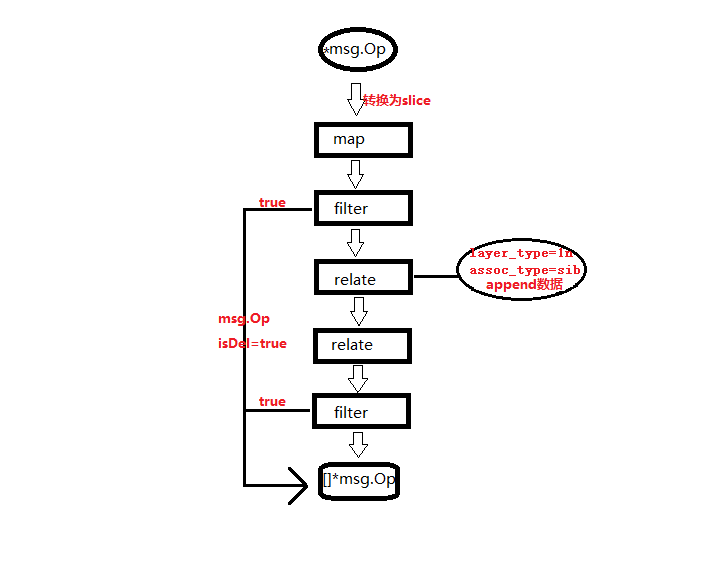 *msg.Op
转换为slice
map
true
filter
layer_type=ln
assoc_type=sib
append数据
relate
msg.Op
isDel=true
relate
true
filter
[]*msg.Op